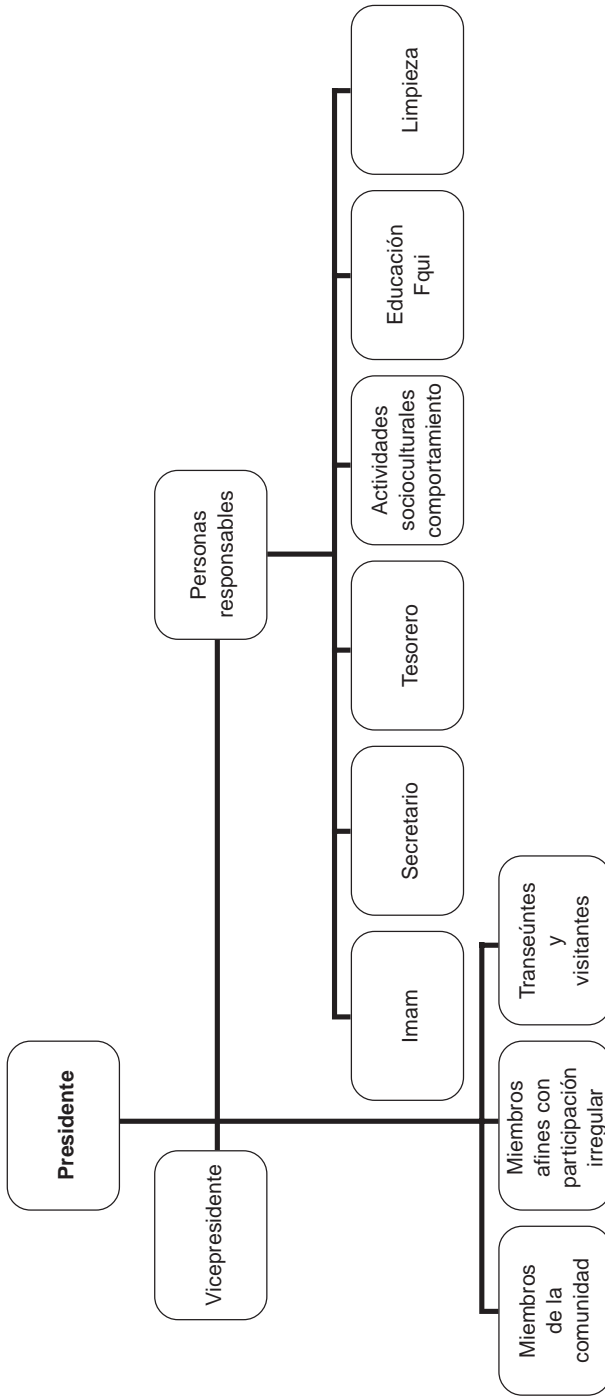 Presidente
Vicepresidente
Personas
responsables
Imam
Secretario
Tesorero
Actividades
socioculturales
comportamiento
Educación
Fqui
Limpieza
Miembros
de la
comunidad
Miembros
afines con
participación
irregular
Transeúntes
y
visitantes